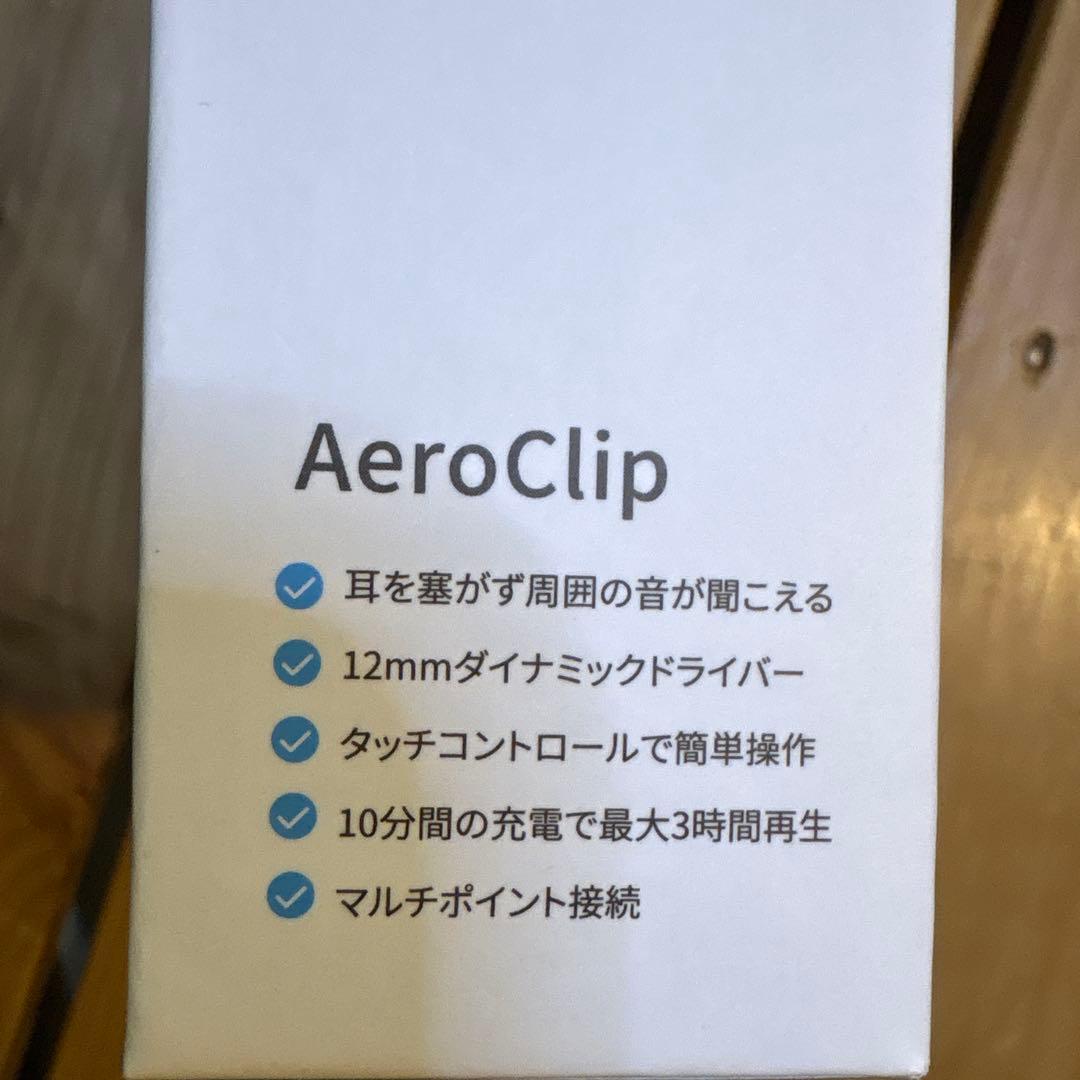 AeroClip
耳を塞がず周囲の音が聞こえる
12mmダイナミックドライバー
タッチコントロールで簡単操作
10分間の充電で最大3時間再生
マルチポイント接続